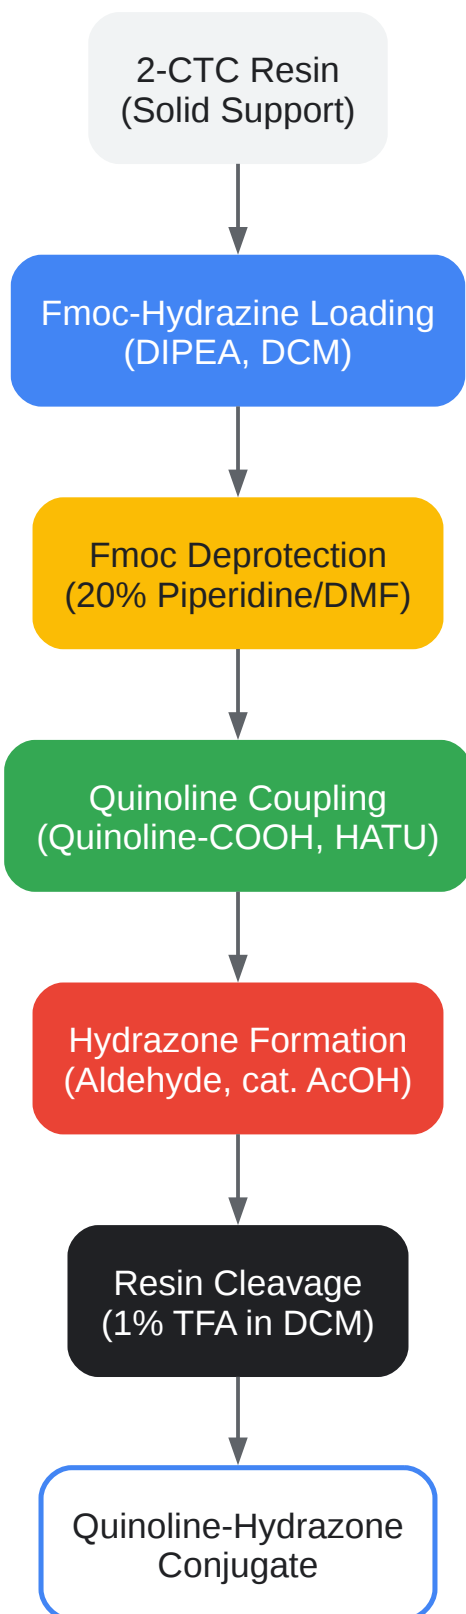 2-CTC Resin
(Solid Support)
Fmoc-Hydrazine Loading
(DIPEA, DCM)
Fmoc Deprotection
(20% Piperidine/DMF)
Quinoline Coupling
(Quinoline-COOH, HATU)
Hydrazone Formation
(Aldehyde, cat. AcOH)
Resin Cleavage
(1% TFA in DCM)
Quinoline-Hydrazone
Conjugate